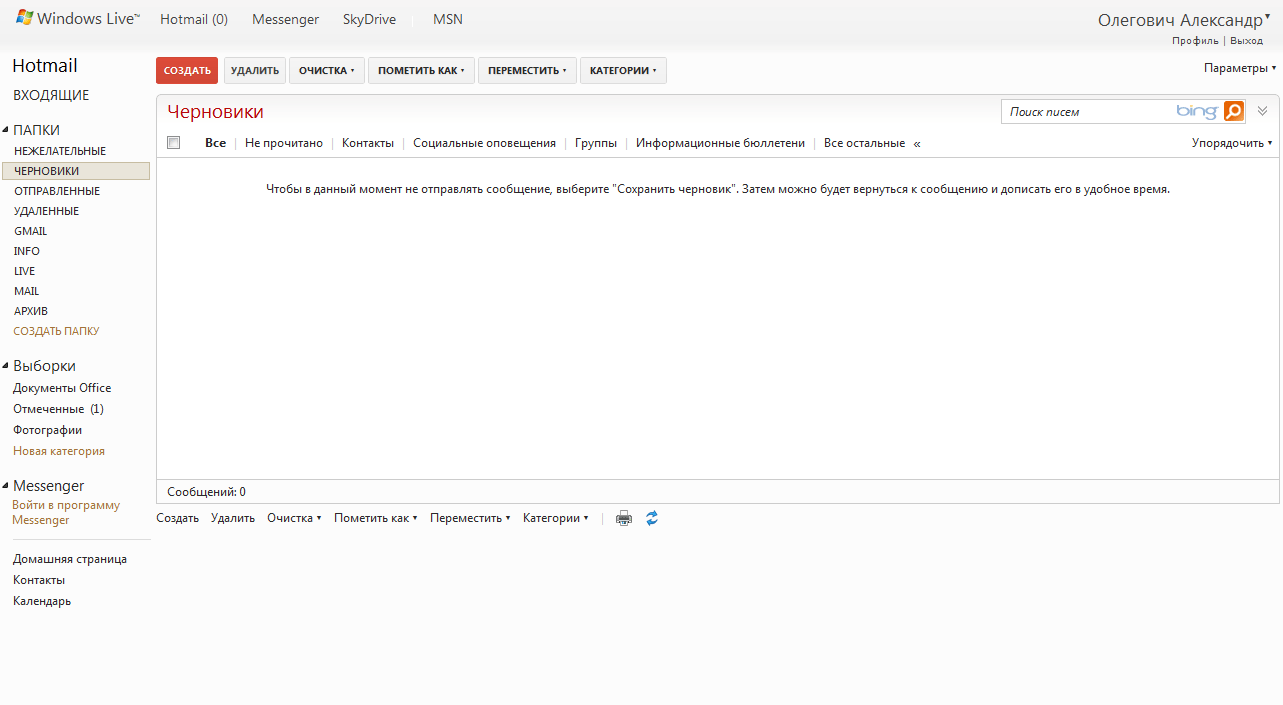 Windows Live™ Hotmail (0) Messenger SkyDrive MSN Олегович Александр
Профиль | Выход
Hotmail
ВХОДЯЩИЕ
ПАПКИ
НЕЖЕЛАТЕЛЬНЫЕ
ЧЕРНОВИКИ
ОТПРАВЛЕННЫЕ
УДАЛЕННЫЕ
GMAIL
INFO
LIVE
MAIL
АРХИВ
СОЗДАТЬ ПАПКУ
Выборки
Документы Office
Отмеченные (1)
Фотографии
Новая категория
Messenger
Войти в программу
Messenger
Домашняя страница
Контакты
Календарь
СОЗДАТЬ УДАЛИТЬ ОЧИСТКА ПОМЕТИТЬ КАК ПЕРЕМЕСТИТЬ КАТЕГОРИИ Параметры
Черновики Поиск писем bing
Все | Не прочитано | Контакты | Социальные оповещения | Группы | Информационные бюллетени | Все остальные « Упорядочить
Чтобы в данный момент не отправлять сообщение, выберите "Сохранить черновик". Затем можно будет вернуться к сообщению и дописать его в удобное время.
Сообщений: 0
Создать Удалить Очистка Пометить как Переместить Категории |